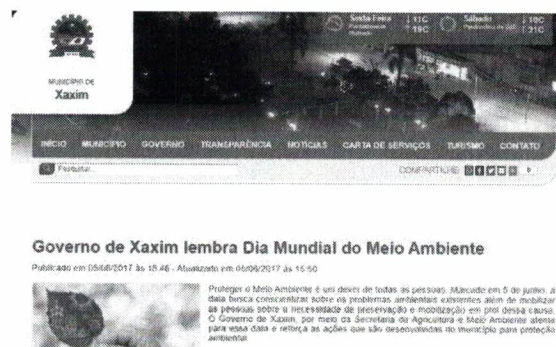 Sexta-Feira
11C
19C
Sábado
10C
21C
MUNICÍPIO DE
Xaxim
INÍCIO MUNICÍPIO GOVERNO TRANSPARÊNCIA NOTÍCIAS CARTA DE SERVIÇOS TURISMO CONTATO
Pesquisar...
COMPARTILHE
Governo de Xaxim lembra Dia Mundial do Meio Ambiente
Publicado em 05/06/2017 às 15:46 - Atualizado em 05/06/2017 às 15:50
Proteger o Meio Ambiente é um dever de todas as pessoas. Marcado em 5 de junho, a
data busca conscientizar sobre os problemas ambientais existentes além de mobilizar
as pessoas sobre a necessidade de preservação e mobilização em prol dessa causa.
O Governo de Xaxim, por meio da Secretaria de Agricultura e Meio Ambiente atenta
para essa data e reforça as ações que são desenvolvidas no município para proteção
ambiental.